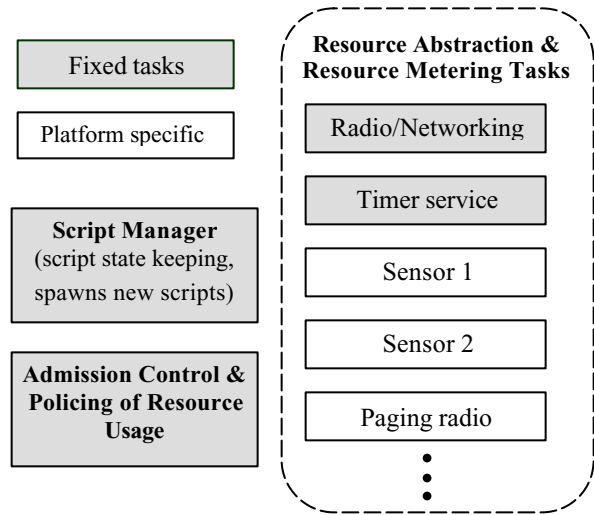 Fixed tasks
Platform specific
Script Manager
(script state keeping,
spawns new scripts)
Admission Control &
Policing of Resource
Usage
Resource Abstraction &
Resource Metering Tasks
Radio/Networking
Timer service
Sensor 1
Sensor 2
Paging radio